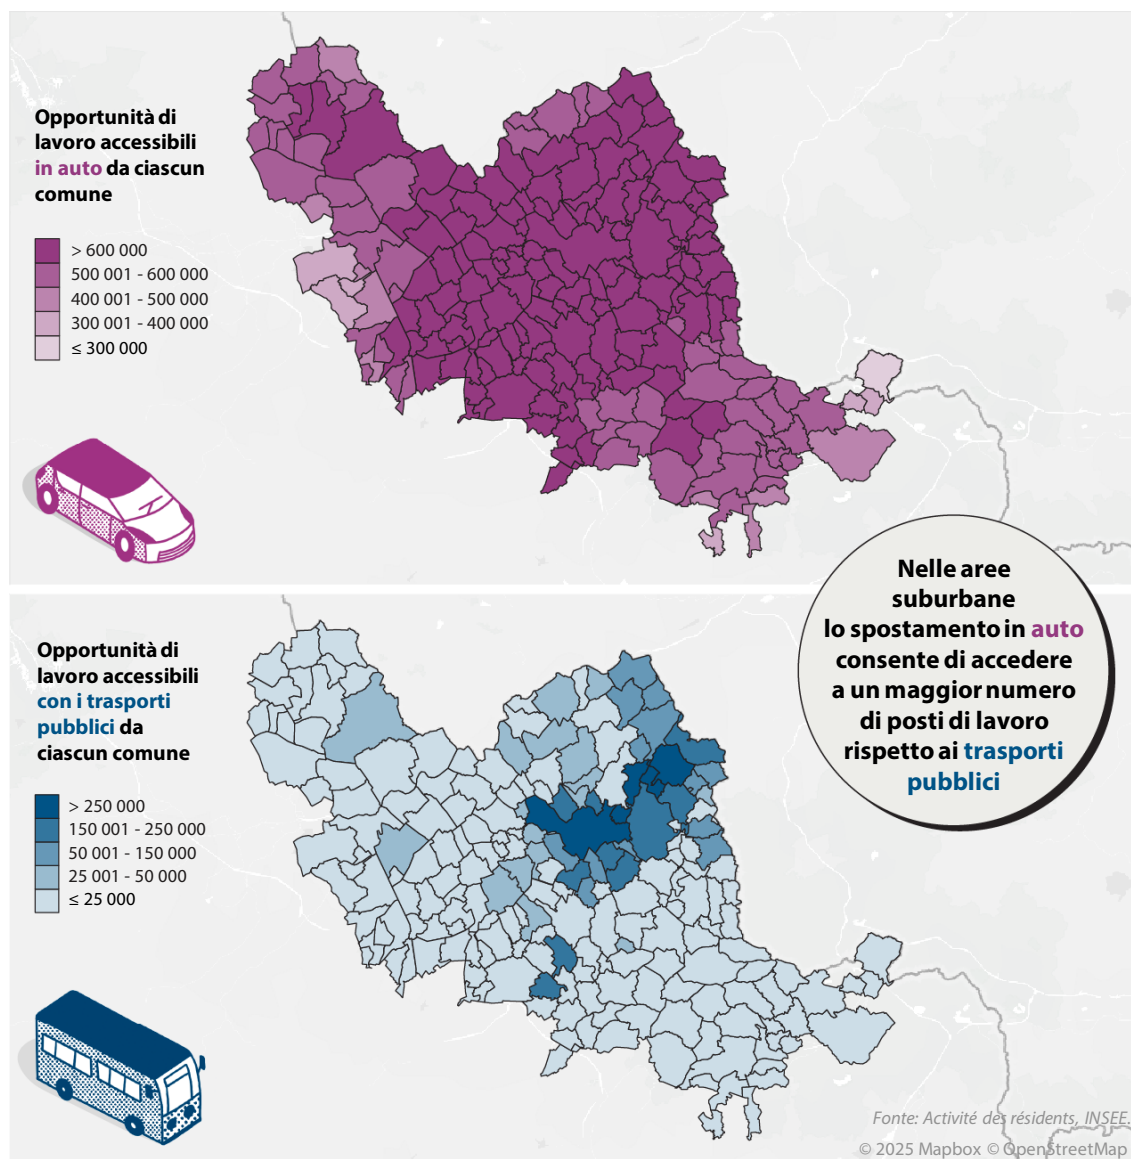 Opportunità di
lavoro accessibili
in auto da ciascun
comune
> 600 000
500 001 - 600 000
400 001 - 500 000
300 001 - 400 000
≤ 300 000
Nelle aree
suburbane
lo spostamento in auto
consente di accedere
a un maggior numero
di posti di lavoro
rispetto ai trasporti
pubblici
Opportunità di
lavoro accessibili
con i trasporti
pubblici da
ciascun comune
> 250 000
150 001 - 250 000
50 001 - 150 000
25 001 - 50 000
≤ 25 000
Fonte: Activité des résidents, INSEE.
© 2025 Mapbox © OpenStreetMap